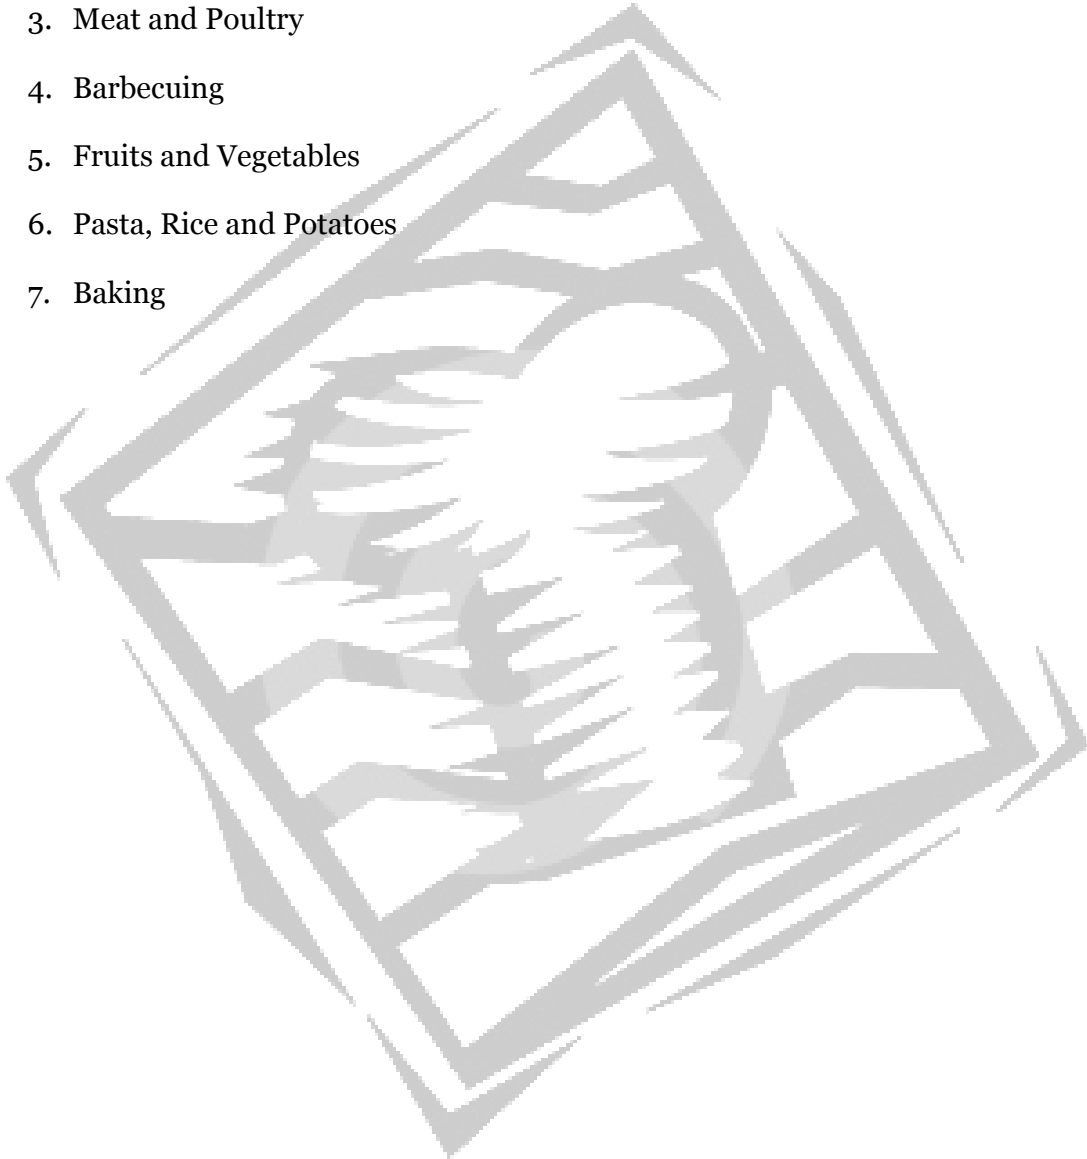 3. Meat and Poultry
4. Barbecuing
5. Fruits and Vegetables
6. Pasta, Rice and Potatoes
7. Baking